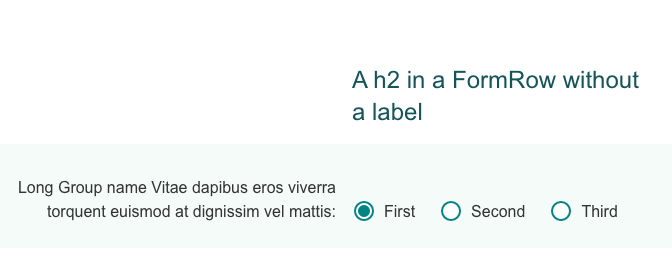 A h2 in a FormRow without
a label
Long Group name Vitae dapibus eros viverra
torquent euismod at dignissim vel mattis:
First Second Third